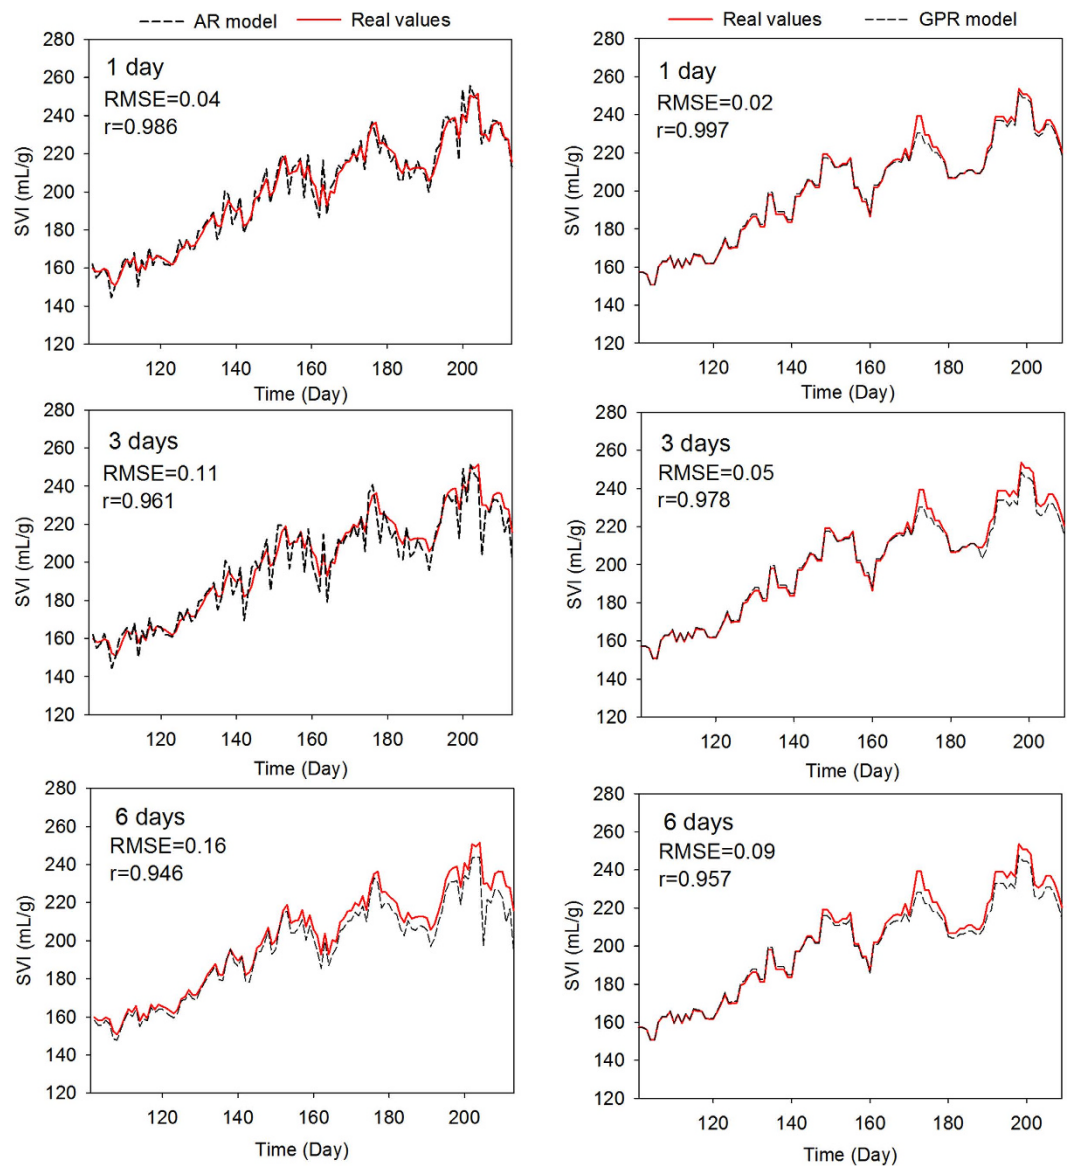 AR model Real values
280
260
240
220
200
180
160
140
120
SVI (mL/g)
1 day
RMSE=0.04
r=0.986
120 140 160 180 200
Time (Day)
Real values GPR model
280
260
240
220
200
180
160
140
120
SVI (mL/g)
1 day
RMSE=0.02
r=0.997
120 140 160 180 200
Time (Day)
280
260
240
220
200
180
160
140
120
SVI (mL/g)
3 days
RMSE=0.11
r=0.961
120 140 160 180 200
Time (Day)
280
260
240
220
200
180
160
140
120
SVI (mL/g)
3 days
RMSE=0.05
r=0.978
120 140 160 180 200
Time (Day)
280
260
240
220
200
180
160
140
120
SVI (mL/g)
6 days
RMSE=0.16
r=0.946
120 140 160 180 200
Time (Day)
280
260
240
220
200
180
160
140
120
SVI (mL/g)
6 days
RMSE=0.09
r=0.957
120 140 160 180 200
Time (Day)